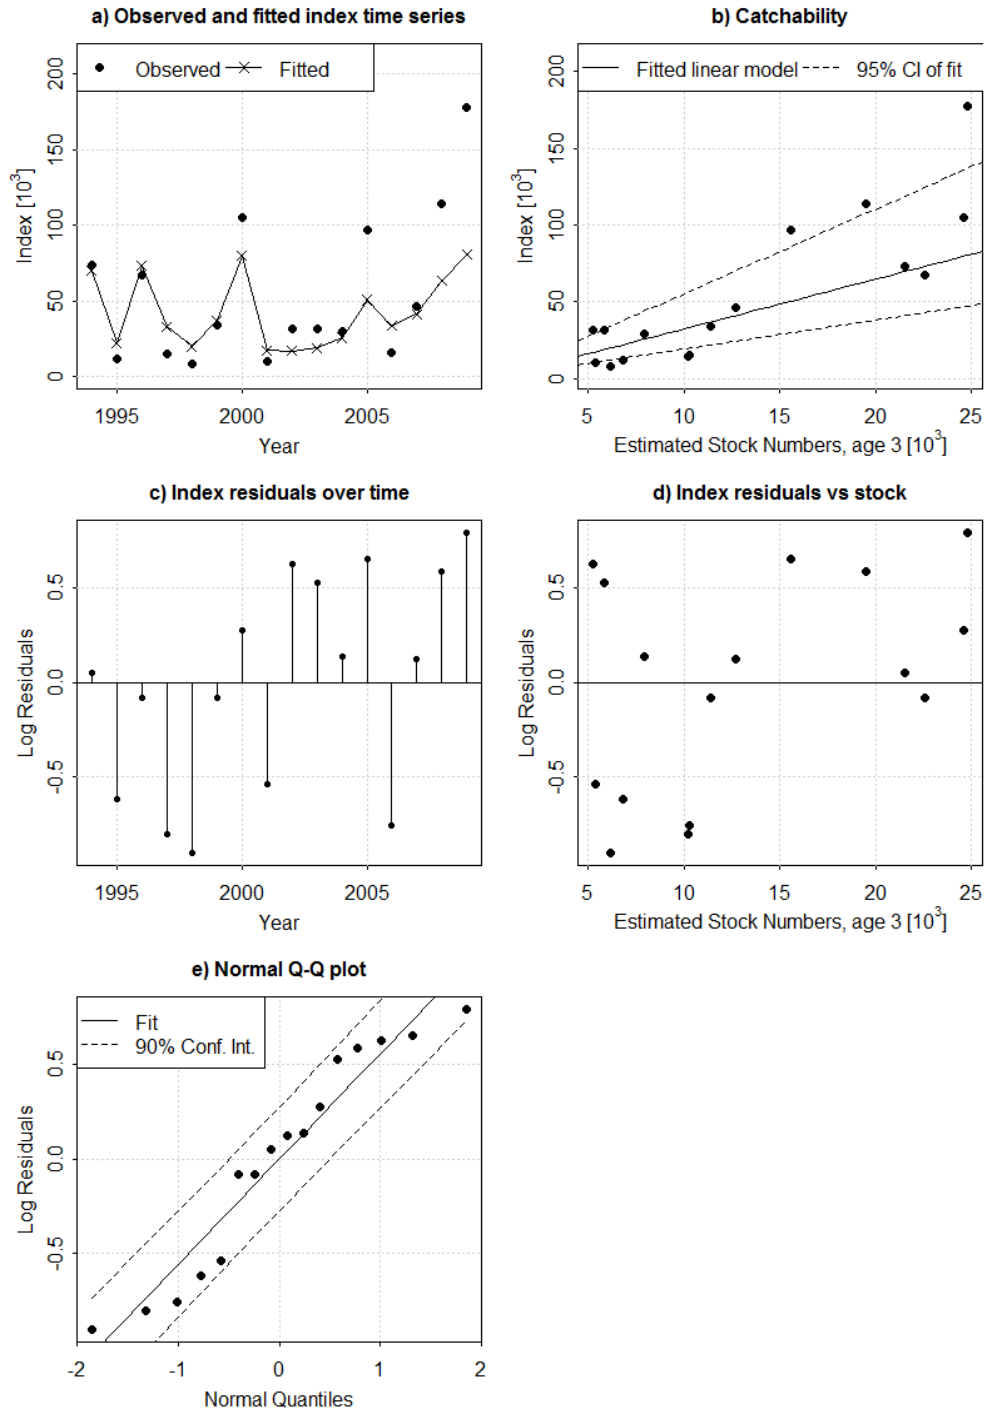 a) Observed and fitted index time series
Observed Fitted
Index [10³]
0 50 100 150 200
1995 2000 2005
Year
b) Catchability
Fitted linear model 95% CI of fit
Index [10³]
0 50 100 150 200
5 10 15 20 25
Estimated Stock Numbers, age 3 [10³]
c) Index residuals over time
Log Residuals
-0.5 0.0 0.5
1995 2000 2005
Year
d) Index residuals vs stock
Log Residuals
-0.5 0.0 0.5
5 10 15 20 25
Estimated Stock Numbers, age 3 [10³]
e) Normal Q-Q plot
Fit
90% Conf. Int.
Log Residuals
-0.5 0.0 0.5
-2 -1 0 1 2
Normal Quantiles